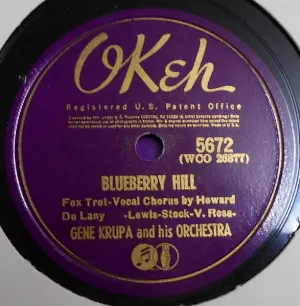 OKeh
Registered U.S. Patent Office
5672
(WCO 26877)
BLUEBERRY HILL
Fox Trot-Vocal Chorus by Howard
Du Lany -Lewis-Stock-V. Rose-
GENE KRUPA and his ORCHESTRA